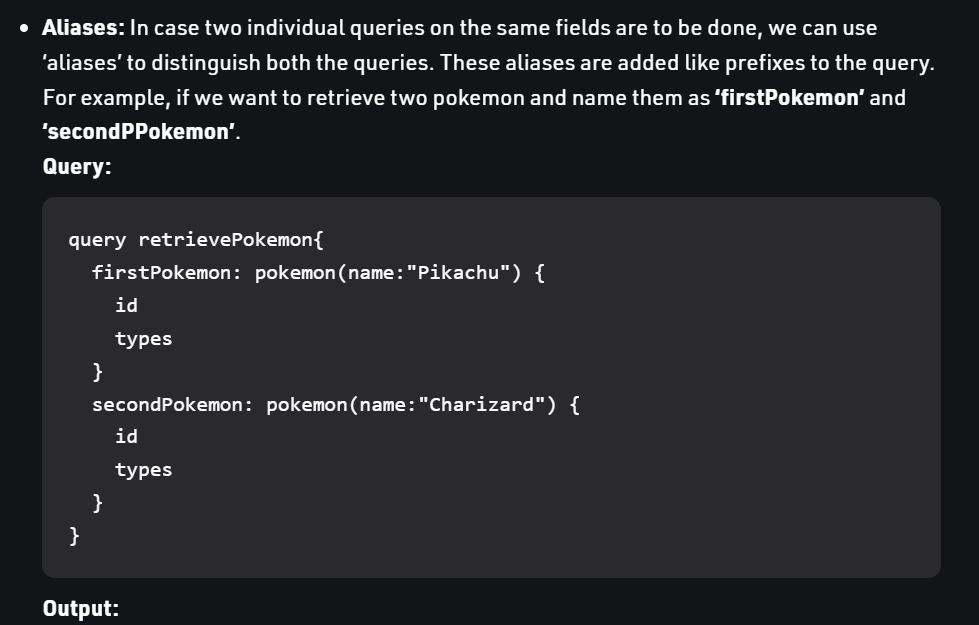 • Aliases: In case two individual queries on the same fields are to be done, we can use
‘aliases’ to distinguish both the queries. These aliases are added like prefixes to the query.
For example, if we want to retrieve two pokemon and name them as ‘firstPokemon’ and
‘secondPPokemon’.
Query:
query retrievePokemon{
  firstPokemon: pokemon(name:"Pikachu") {
    id
    types
  }
  secondPokemon: pokemon(name:"Charizard") {
    id
    types
  }
}
Output: